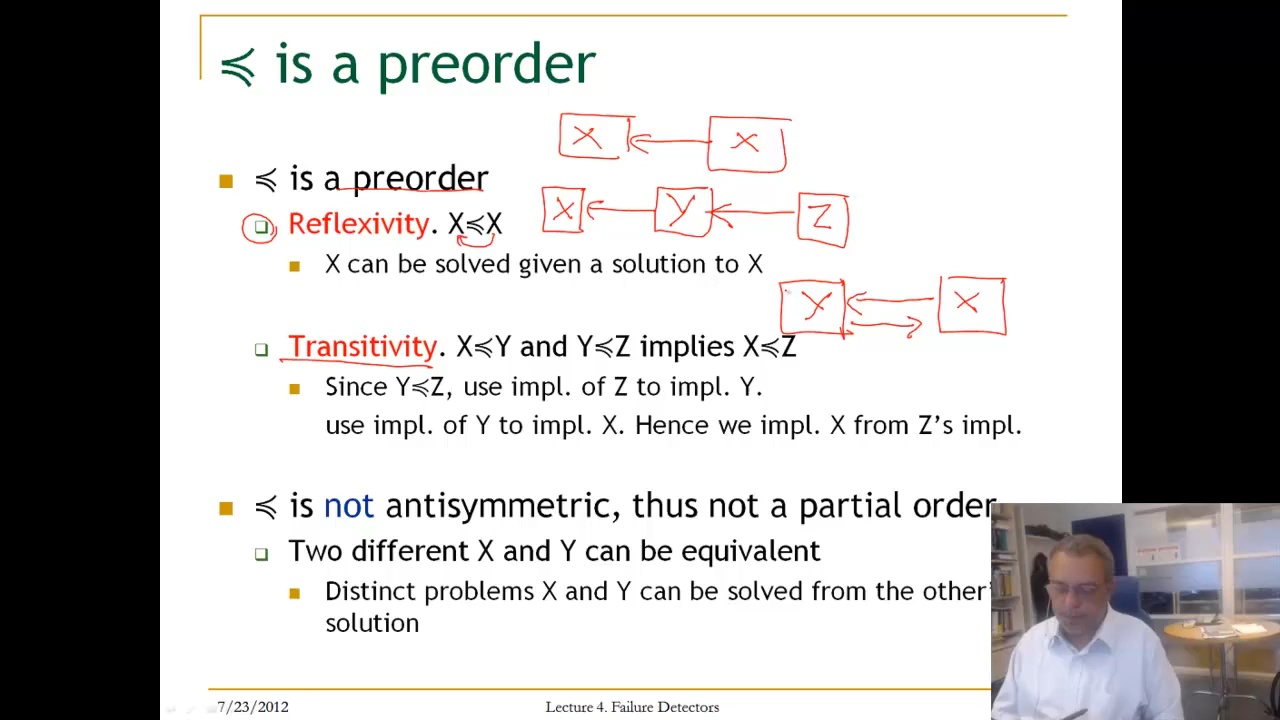 ≼ is a preorder
X X
≼ is a preorder
X Y Z
Reflexivity. X≼X
X can be solved given a solution to X
Y X
Transitivity. X≼Y and Y≼Z implies X≼Z
Since Y≼Z, use impl. of Z to impl. Y.
use impl. of Y to impl. X. Hence we impl. X from Z's impl.
≼ is not antisymmetric, thus not a partial order
Two different X and Y can be equivalent
Distinct problems X and Y can be solved from the other'
solution
7/23/2012 Lecture 4. Failure Detectors